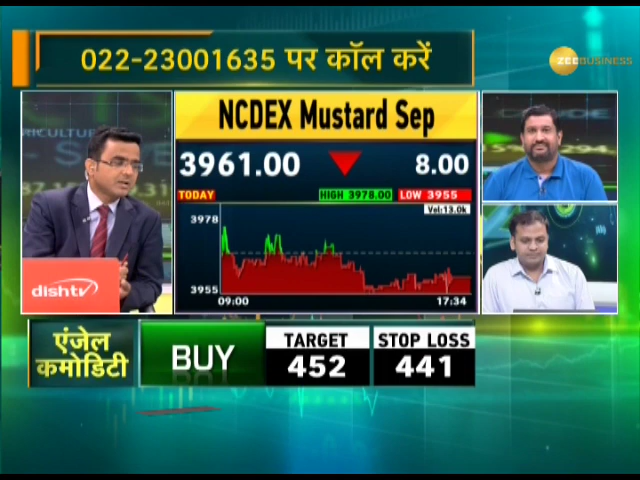 022-23001635 पर कॉल करें
ZEE BUSINESS
NCDEX Mustard Sep
3961.00 8.00
TODAY HIGH 3978.00 LOW 3955
Vol:13.0k
3978
3955
09:00 17:34
dishtv
एंजेल
कमोडिटी
BUY
TARGET
452
STOP LOSS
441